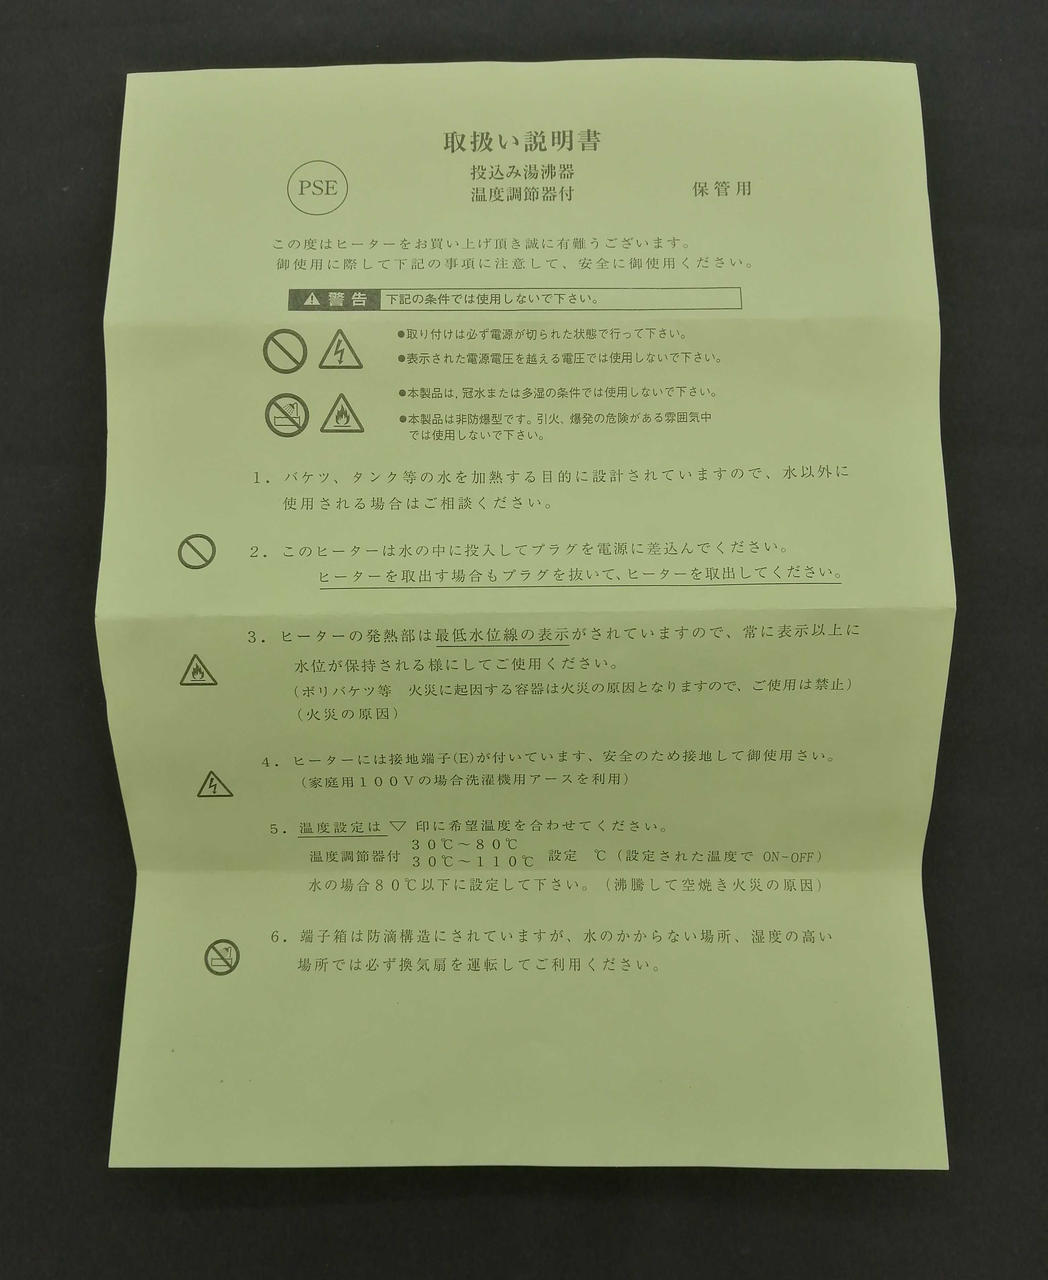 取扱い説明書
PSE
投込み湯沸器
温度調節器付
保管用
この度はヒーターをお買い上げ頂き誠に有難うございます。
御使用に際して下記の事項に注意して、安全に御使用ください。
警告 下記の条件では使用しないで下さい。
●取り付けは必ず電源が切られた状態で行って下さい。
●表示された電源電圧を越える電圧では使用しないで下さい。
●本製品は,冠水または多湿の条件では使用しないで下さい。
●本製品は非防爆型です。引火、爆発の危険がある雰囲気中
では使用しないで下さい。
1. バケツ、タンク等の水を加熱する目的に設計されていますので、水以外に
使用される場合はご相談ください。
2. このヒーターは水の中に投入してプラグを電源に差込んでください。
ヒーターを取出す場合もプラグを抜いて、ヒーターを取出してください。
3. ヒーターの発熱部は最低水位線の表示がされていますので、常に表示以上に
水位が保持される様にしてご使用ください。
(ポリバケツ等 火災に起因する容器は火災の原因となりますので、ご使用は禁止)
(火災の原因)
4. ヒーターには接地端子(E)が付いています、安全のため接地して御使用さい。
(家庭用100Vの場合洗濯機用アースを利用)
5. 温度設定は ▽ 印に希望温度を合わせてください。
30℃~80℃
温度調節器付 30℃~110℃ 設定 ℃(設定された温度で ON-OFF)
水の場合80℃以下に設定して下さい。(沸騰して空焼き火災の原因)
6. 端子箱は防滴構造にされていますが、水のかからない場所、湿度の高い
場所では必ず換気扇を運転してご利用ください。